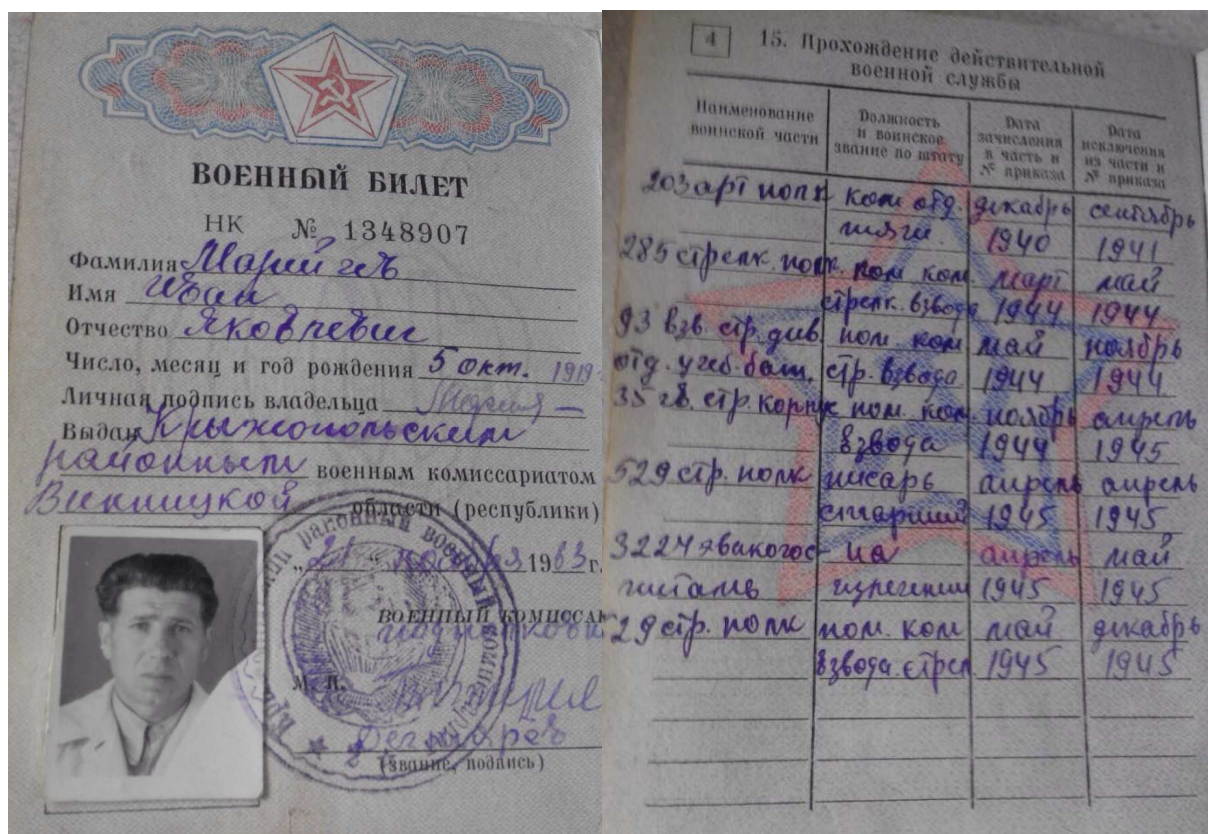 ВОЕННЫЙ БИЛЕТ
НК № 1348907
Фамилия Марийчев
Имя Иван
Отчество Яковлевич
Число, месяц и год рождения 5 окт. 1919
Личная подпись владельца
Выдан Крыжопольским
районным военным комиссариатом
Винницкой области (республики)
„21 ноября 1963 г.
ВОЕННЫЙ КОМИССАР
подполковник
М. П.
Дегтярев
(звание, подпись)
4 15. Прохождение действительной
военной службы
Наименование
воинской части
Должность
и воинское
звание по штату
Дата
зачисления
в часть и
№ приказа
Дата
исключения
из части и
№ приказа
203 арт полк ком отд. декабрь сентябрь
тяги. 1940 1941
285 стрелк. полк. пом. ком. март май
стрелк. взвода 1944 1944
93 взв. стр. див пом. ком май ноябрь
отд. учеб. бат. стр. взвода 1944 1944
35 гв. стр. корпус пом. ком. ноябрь апрель
взвода 1944 1945
529 стр. полк писарь апрель апрель
старший 1945 1945
3224 эвакогос- на апрель май
питаль излечении 1945 1945
29 стр. полк пом. ком май декабрь
взвода. стрел 1945 1945